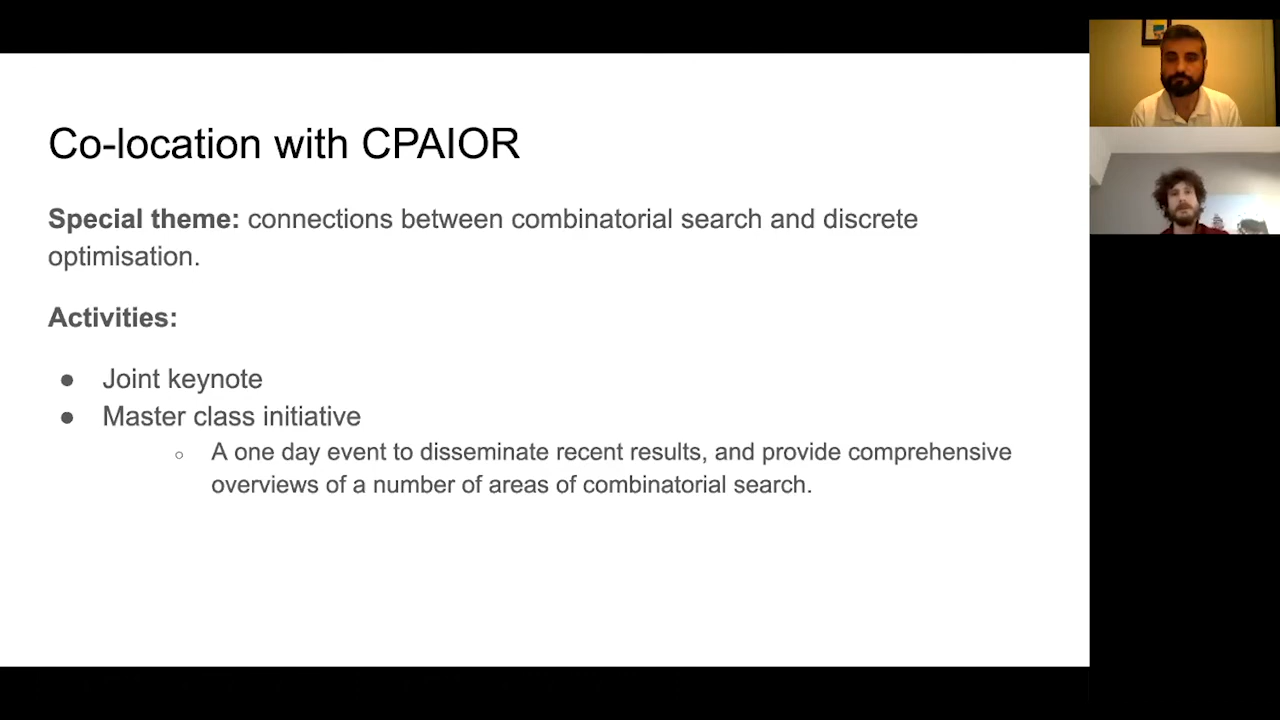 Co-location with CPAIOR
Special theme: connections between combinatorial search and discrete
optimisation.
Activities:
● Joint keynote
● Master class initiative
○ A one day event to disseminate recent results, and provide comprehensive
overviews of a number of areas of combinatorial search.